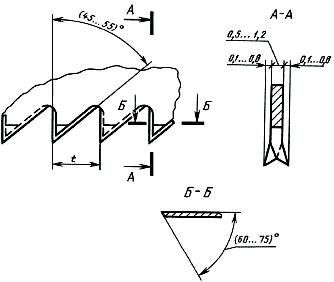 А
А-А
(45...55)°
0,5...1,2
0,1...0,8
0,1...0,8
Б
Б
t
А
Б-Б
(60...75)°